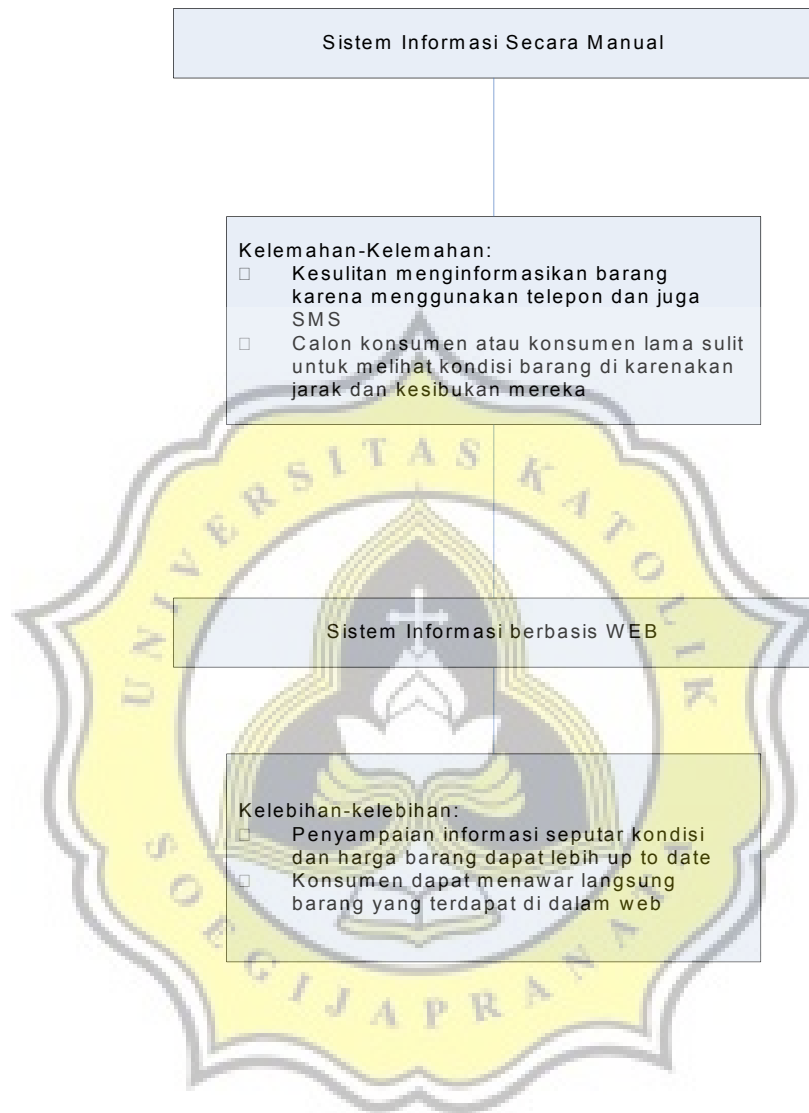 Sistem Informasi Secara Manual
Kelemahan-Kelemahan:
Kesulitan menginformasikan barang
karena menggunakan telepon dan juga
SMS
Calon konsumen atau konsumen lama sulit
untuk melihat kondisi barang di karenakan
jarak dan kesibukan mereka
Sistem Informasi berbasis WEB
Kelebihan-kelebihan:
Penyampaian informasi seputar kondisi
dan harga barang dapat lebih up to date
Konsumen dapat menawar langsung
barang yang terdapat di dalam web
UNIVERSITAS KATOLIK
SOEGIJAPRANATA